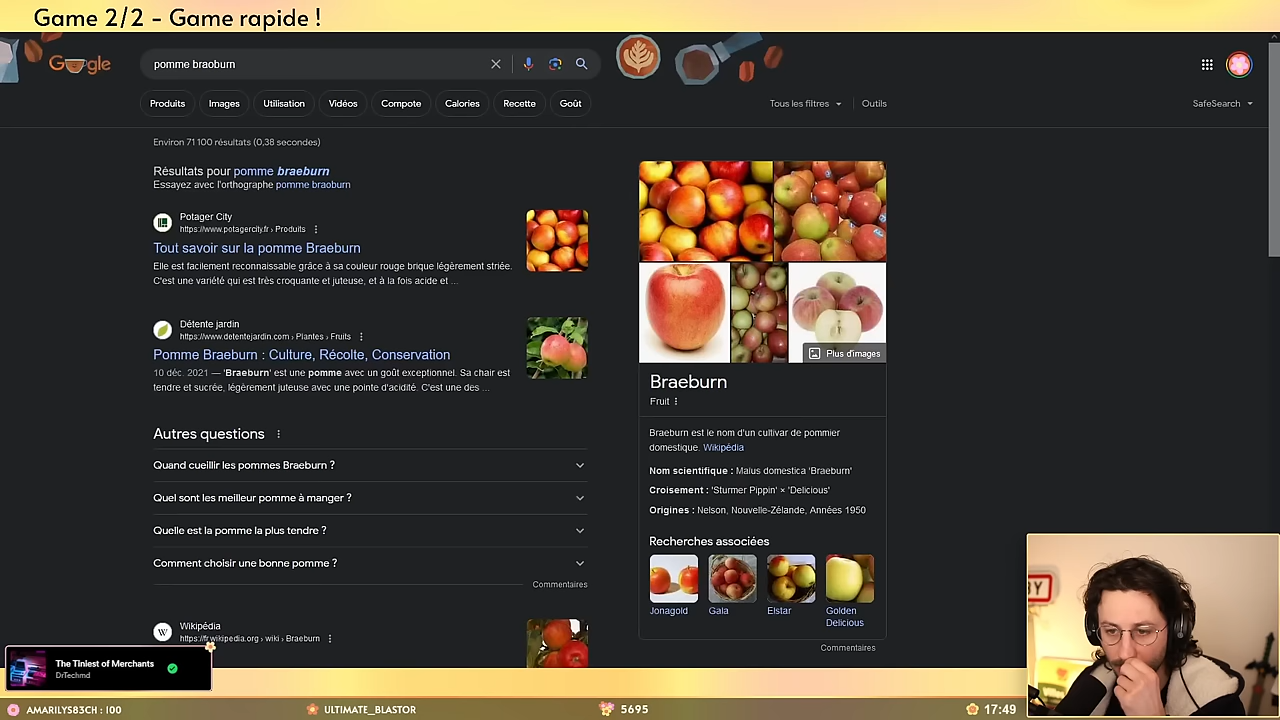 Game 2/2 - Game rapide !
Google
pomme braoburn
Produits
Images
Utilisation
Vidéos
Compote
Calories
Recette
Goût
Tous les filtres
Outils
SafeSearch
Environ 71 100 résultats (0,38 secondes)
Résultats pour pomme braeburn
Essayez avec l'orthographe pomme braoburn
Potager City
https://www.potagercity.fr › Produits
Tout savoir sur la pomme Braeburn
Elle est facilement reconnaissable grâce à sa couleur rouge brique légèrement striée.
C'est une variété qui est très croquante et juteuse, et à la fois acide et ...
Détente jardin
https://www.detentejardin.com › Plantes › Fruits
Pomme Braeburn : Culture, Récolte, Conservation
10 déc. 2021 — 'Braeburn' est une pomme avec un goût exceptionnel. Sa chair est
tendre et sucrée, légèrement juteuse avec une pointe d'acidité. C'est une des ...
Autres questions
Quand cueillir les pommes Braeburn ?
Quel sont les meilleur pomme à manger ?
Quelle est la pomme la plus tendre ?
Comment choisir une bonne pomme ?
Commentaires
W
Wikipédia
https://fr.wikipedia.org › wiki › Braeburn
Plus d'images
Braeburn
Fruit
Braeburn est le nom d'un cultivar de pommier
domestique. Wikipédia
Nom scientifique : Malus domestica 'Braeburn'
Croisement : 'Sturmer Pippin' × 'Delicious'
Origines : Nelson, Nouvelle-Zélande, Années 1950
Recherches associées
Jonagold
Gala
Elstar
Golden
Delicious
Commentaires
The Tiniest of Merchants
DrTechmd
AMARILYS83CH : 100
ULTIMATE_BLASTOR
5695
17:49